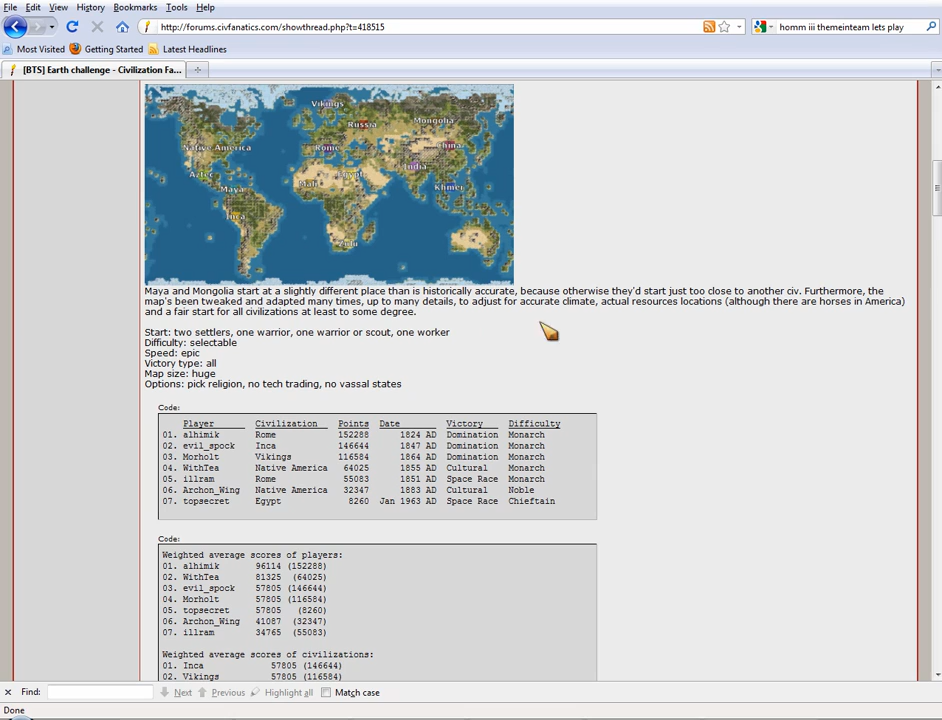 File Edit View History Bookmarks Tools Help
http://forums.civfanatics.com/showthread.php?t=418515
homm iii themeinteam lets play
Most Visited Getting Started Latest Headlines
[BTS] Earth challenge - Civilization Fa...
Vikings
Russia
Mongolia
Native America
Rome
China
India
Aztec
Mali
Egypt
Khmer
Maya
Inca
Zulu
Maya and Mongolia start at a slightly different place than is historically accurate, because otherwise they'd start just too close to another civ. Furthermore, the
map's been tweaked and adapted many times, up to many details, to adjust for accurate climate, actual resources locations (although there are horses in America)
and a fair start for all civilizations at least to some degree.
Start: two settlers, one warrior, one warrior or scout, one worker
Difficulty: selectable
Speed: epic
Victory type: all
Map size: huge
Options: pick religion, no tech trading, no vassal states
Code:
Player Civilization Points Date Victory Difficulty
01. alhimik Rome 152288 1824 AD Domination Monarch
02. evil_spock Inca 146644 1847 AD Domination Monarch
03. Morholt Vikings 116584 1864 AD Domination Monarch
04. WithTea Native America 64025 1855 AD Cultural Monarch
05. illram Rome 55083 1851 AD Space Race Monarch
06. Archon_Wing Native America 32347 1883 AD Cultural Noble
07. topsecret Egypt 8260 Jan 1963 AD Space Race Chieftain
Code:
Weighted average scores of players:
01. alhimik 96114 (152288)
02. WithTea 81325 (64025)
03. evil_spock 57805 (146644)
04. Morholt 57805 (116584)
05. topsecret 57805 (8260)
06. Archon_Wing 41087 (32347)
07. illram 34765 (55083)
Weighted average scores of civilizations:
01. Inca 57805 (146644)
02. Vikings 57805 (116584)
Find: Next Previous Highlight all Match case
Done